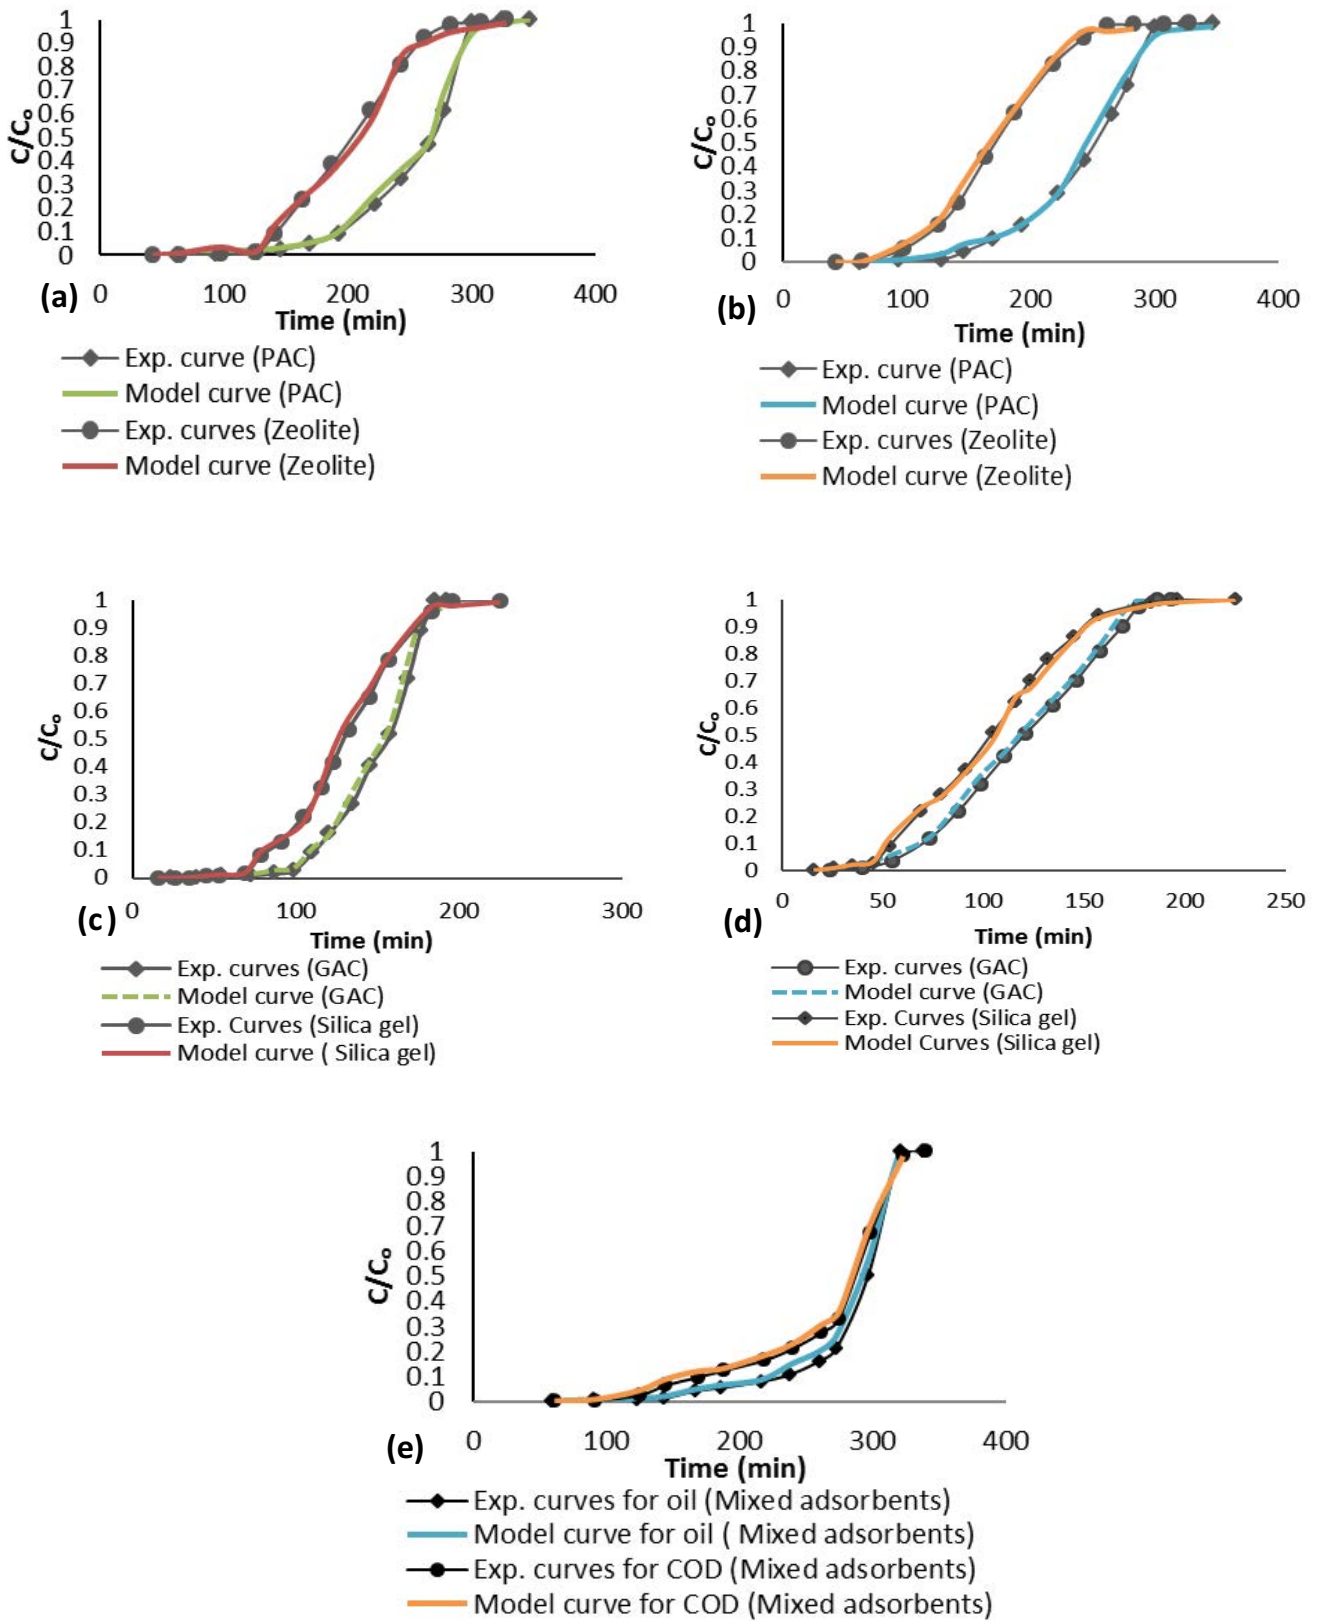 1
0.9
0.8
0.7
0.6
0.5
0.4
0.3
0.2
0.1
0
C/Cₒ
0 100 200 300 400
(a)
Time (min)
Exp. curve (PAC)
Model curve (PAC)
Exp. curves (Zeolite)
Model curve (Zeolite)
1
0.9
0.8
0.7
0.6
0.5
0.4
0.3
0.2
0.1
0
C/Cₒ
0 100 200 300 400
(b)
Time (min)
Exp. curve (PAC)
Model curve (PAC)
Exp. curves (Zeolite)
Model curve (Zeolite)
1
0.9
0.8
0.7
0.6
0.5
0.4
0.3
0.2
0.1
0
C/Cₒ
0 100 200 300
(c)
Time (min)
Exp. curves (GAC)
Model curve (GAC)
Exp. Curves (Silica gel)
Model curve ( Silica gel)
1
0.9
0.8
0.7
0.6
0.5
0.4
0.3
0.2
0.1
0
C/Cₒ
0 50 100 150 200 250
(d)
Time (min)
Exp. curves (GAC)
Model curve (GAC)
Exp. Curves (Silica gel)
Model Curves (Silica gel)
1
0.9
0.8
0.7
0.6
0.5
0.4
0.3
0.2
0.1
0
C/Cₒ
0 100 200 300 400
(e)
Time (min)
Exp. curves for oil (Mixed adsorbents)
Model curve for oil ( Mixed adsorbents)
Exp. curves for COD (Mixed adsorbents)
Model curve for COD (Mixed adsorbents)